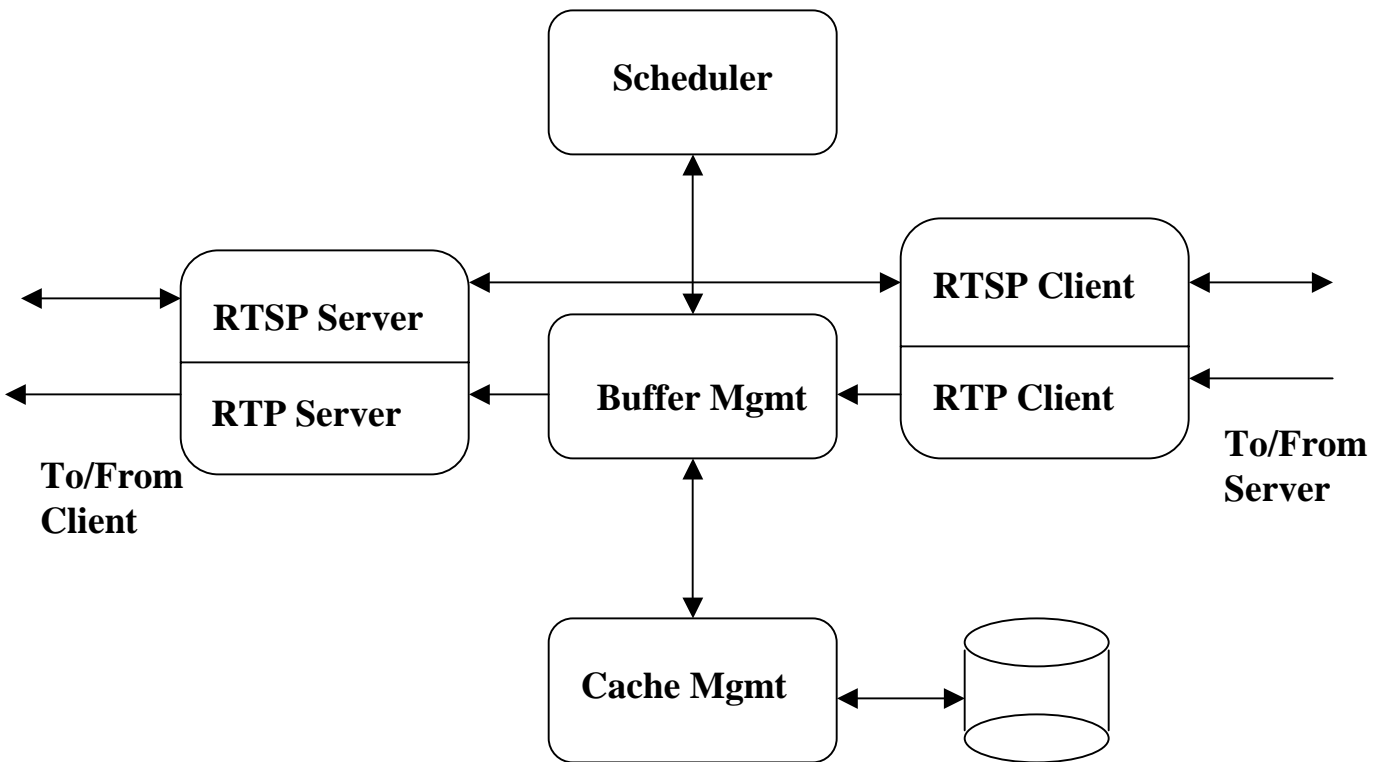 Scheduler
RTSP Server
RTP Server
Buffer Mgmt
RTSP Client
RTP Client
To/From
Client
To/From
Server
Cache Mgmt